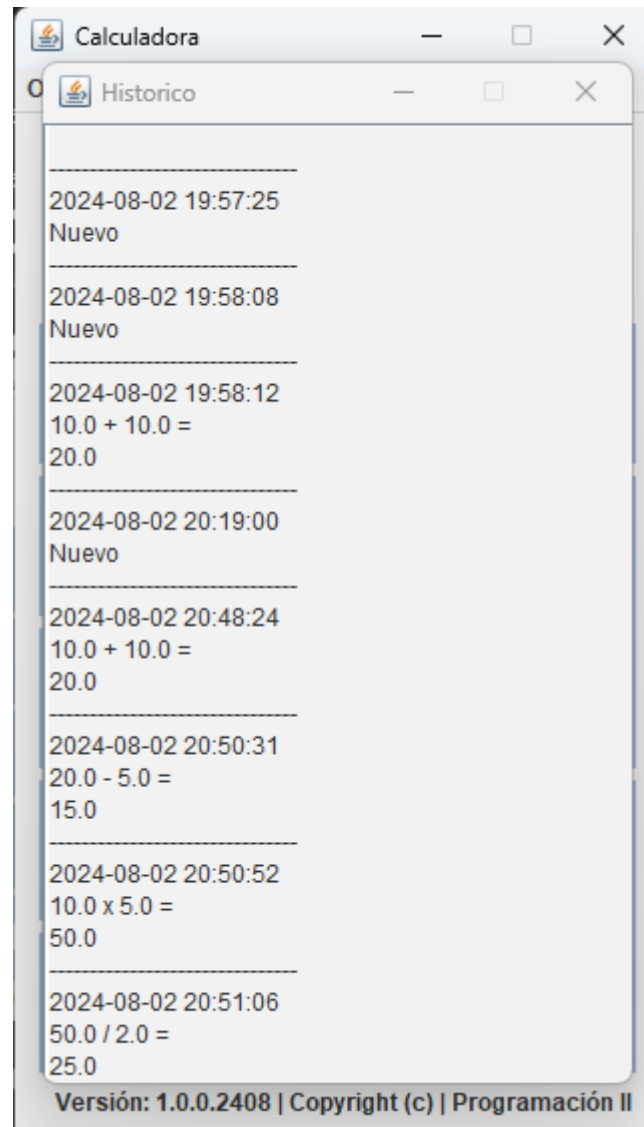 Calculadora
O
Historico
-------------------------------
2024-08-02 19:57:25
Nuevo
-------------------------------
2024-08-02 19:58:08
Nuevo
-------------------------------
2024-08-02 19:58:12
10.0 + 10.0 =
20.0
-------------------------------
2024-08-02 20:19:00
Nuevo
-------------------------------
2024-08-02 20:48:24
10.0 + 10.0 =
20.0
-------------------------------
2024-08-02 20:50:31
20.0 - 5.0 =
15.0
-------------------------------
2024-08-02 20:50:52
10.0 x 5.0 =
50.0
-------------------------------
2024-08-02 20:51:06
50.0 / 2.0 =
25.0
Versión: 1.0.0.2408 | Copyright (c) | Programación II